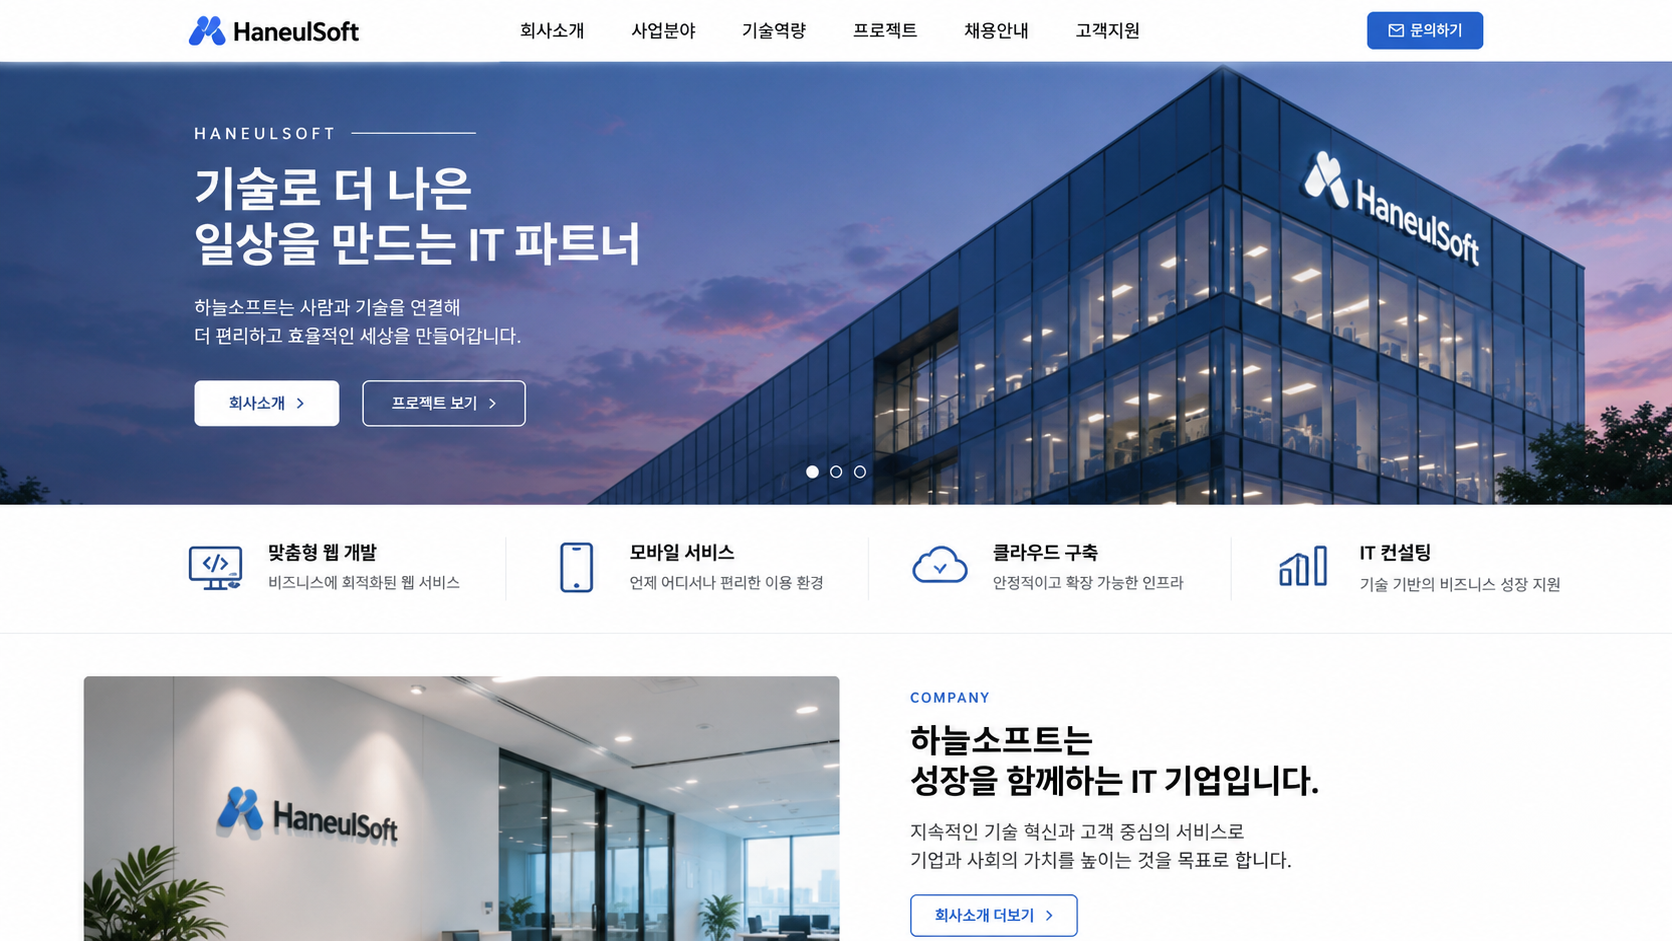 HaneulSoft
회사소개 사업분야 기술역량 프로젝트 채용안내 고객지원
문의하기
HANEULSOFT
기술로 더 나은
일상을 만드는 IT 파트너
하늘소프트는 사람과 기술을 연결해
더 편리하고 효율적인 세상을 만들어갑니다.
회사소개
프로젝트 보기
HaneulSoft
맞춤형 웹 개발
비즈니스에 최적화된 웹 서비스
모바일 서비스
언제 어디서나 편리한 이용 환경
클라우드 구축
안정적이고 확장 가능한 인프라
IT 컨설팅
기술 기반의 비즈니스 성장 지원
HaneulSoft
COMPANY
하늘소프트는
성장을 함께하는 IT 기업입니다.
지속적인 기술 혁신과 고객 중심의 서비스로
기업과 사회의 가치를 높이는 것을 목표로 합니다.
회사소개 더보기